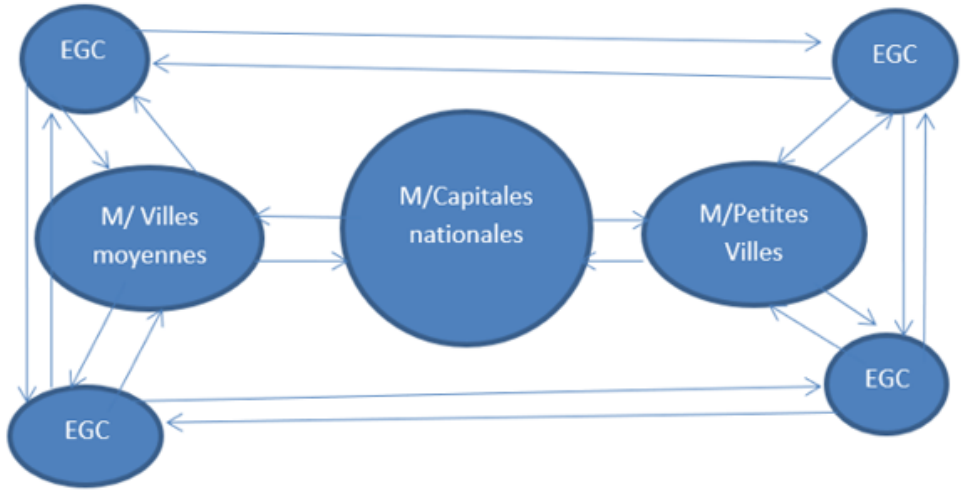 EGC
EGC
M/ Villes
moyennes
M/Capitales
nationales
M/Petites
Villes
EGC
EGC